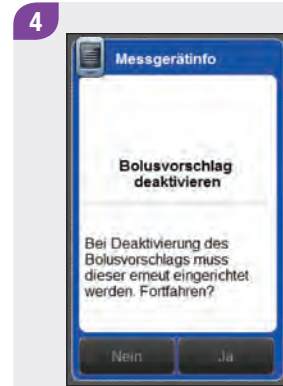 4
Messgerätinfo
Bolusvorschlag
deaktivieren
Bei Deaktivierung des
Bolusvorschlags muss
dieser erneut eingerichtet
werden. Fortfahren?
Nein
Ja